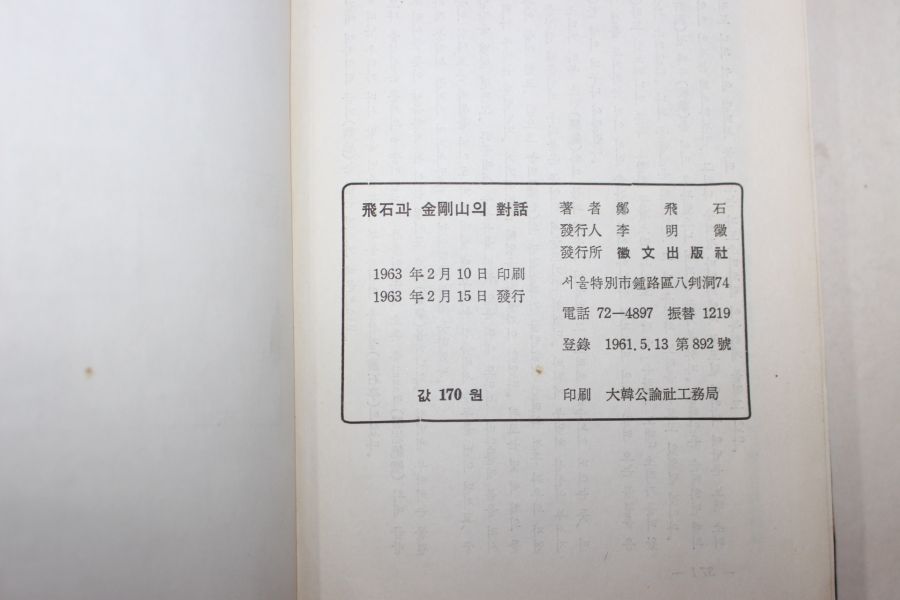 飛石과 金剛山의 對話
1963 年 2 月 10 日 印刷
1963 年 2 月 15 日 發行
값 170 원
著 者 鄭 飛 石
發行人 李 明 徽
發行所 徽 文 出 版 社
서울特別市鍾路區八判洞74
電話 72—4897 振替 1219
登錄 1961. 5. 13 第 892 號
印刷 大韓公論社工務局